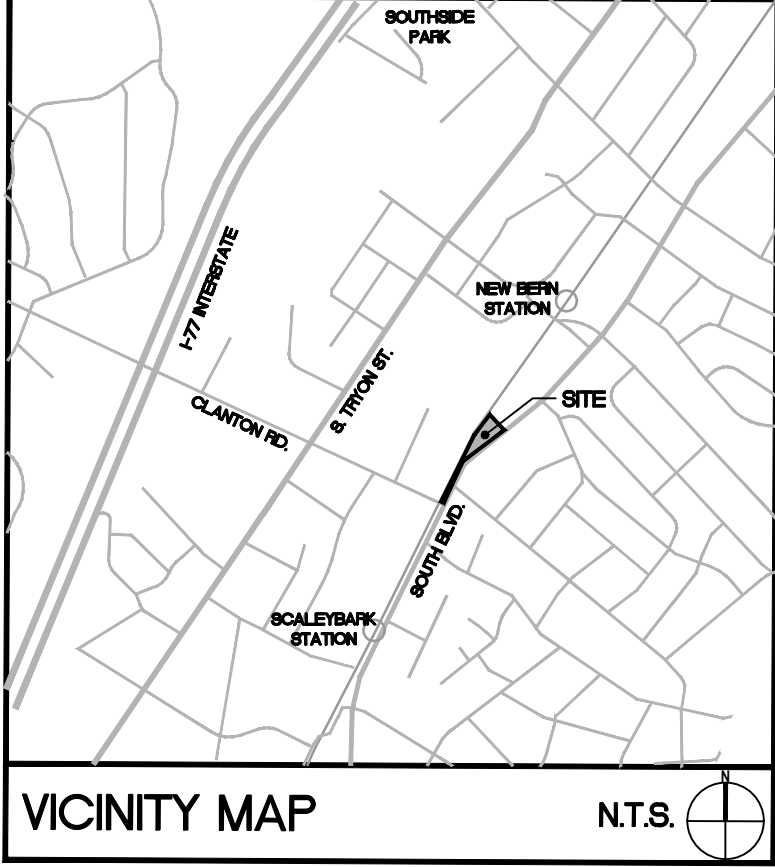 SOUTHSIDE
PARK
I-77 INTERSTATE
NEW BERN
STATION
S. TRYON ST.
SITE
CLANTON RD.
SOUTH BLVD.
SCALEYBARK
STATION
VICINITY MAP
N.T.S.
N